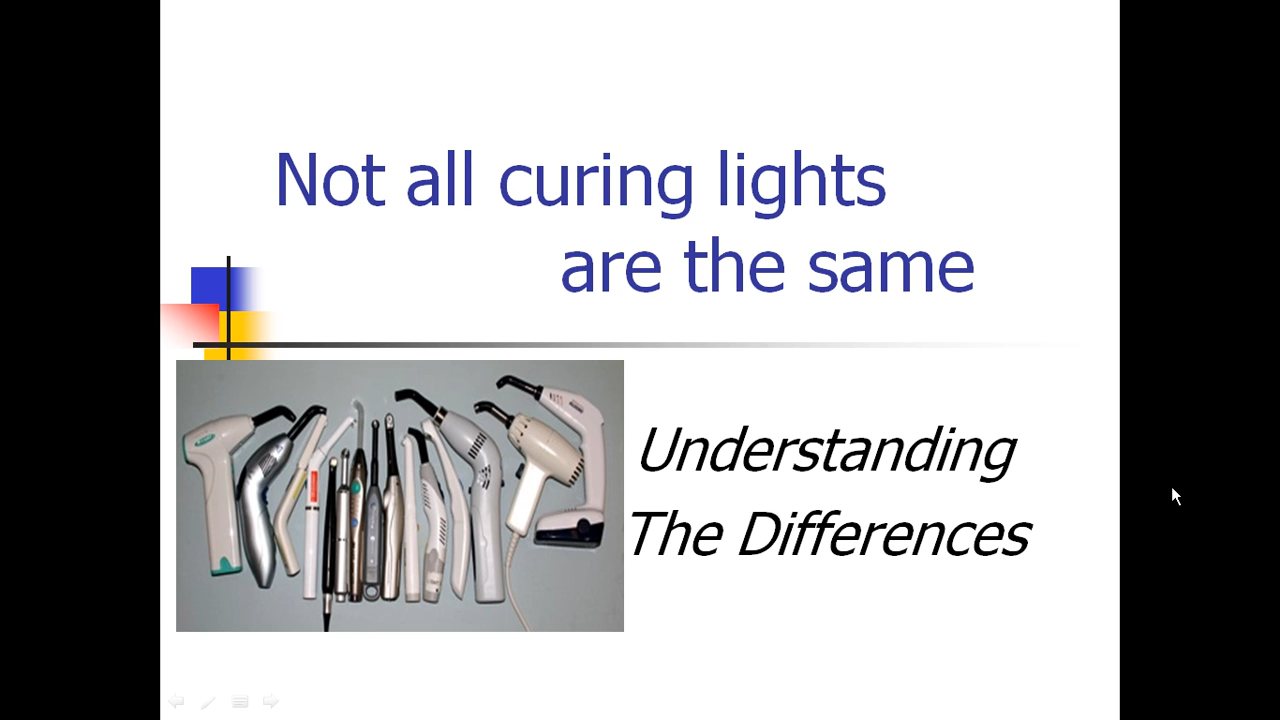 Not all curing lights
are the same
Understanding
The Differences